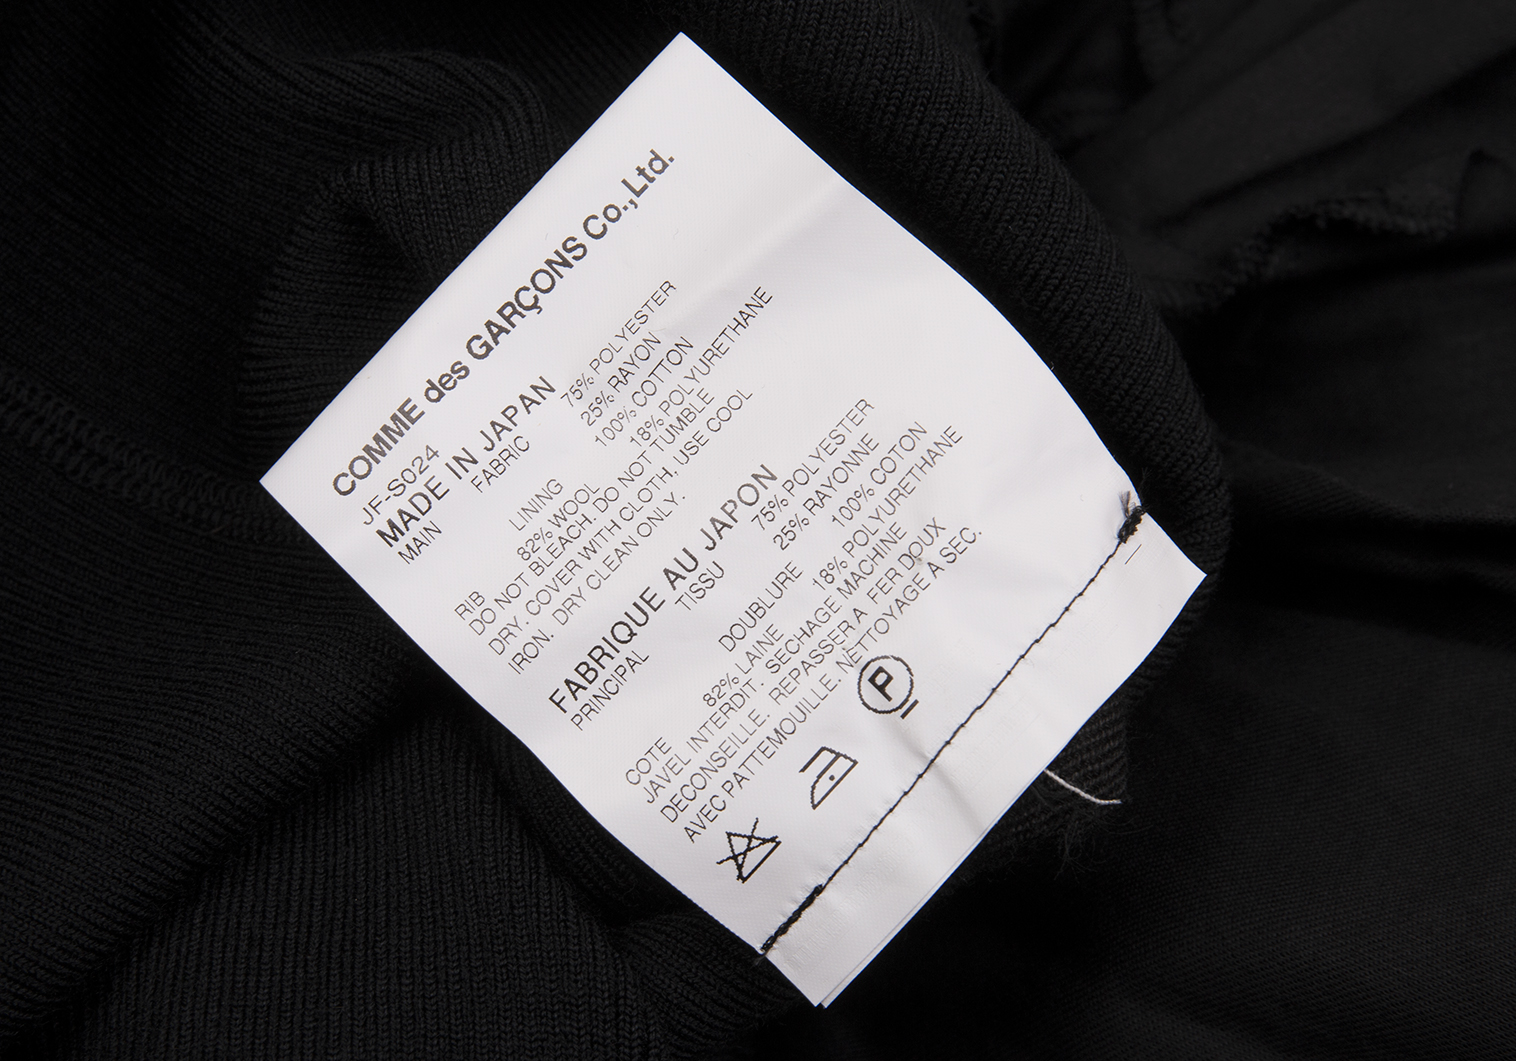 COMME des GARÇONS Co.,Ltd.
JF-S024
MADE IN JAPAN
MAIN FABRIC 75% POLYESTER
25% RAYON
LINING 100% COTTON
RIB 82% WOOL 18% POLYURETHANE
DO NOT BLEACH. DO NOT TUMBLE
DRY. COVER WITH CLOTH, USE COOL
IRON. DRY CLEAN ONLY.
FABRIQUE AU JAPON
PRINCIPAL TISSU 75% POLYESTER
25% RAYONNE
DOUBLURE 100% COTON
COTE 82% LAINE 18% POLYURETHANE
JAVEL INTERDIT. SECHAGE MACHINE
DECONSEILLE. REPASSER A FER DOUX
AVEC PATTEMOUILLE. NETTOYAGE A SEC.
P